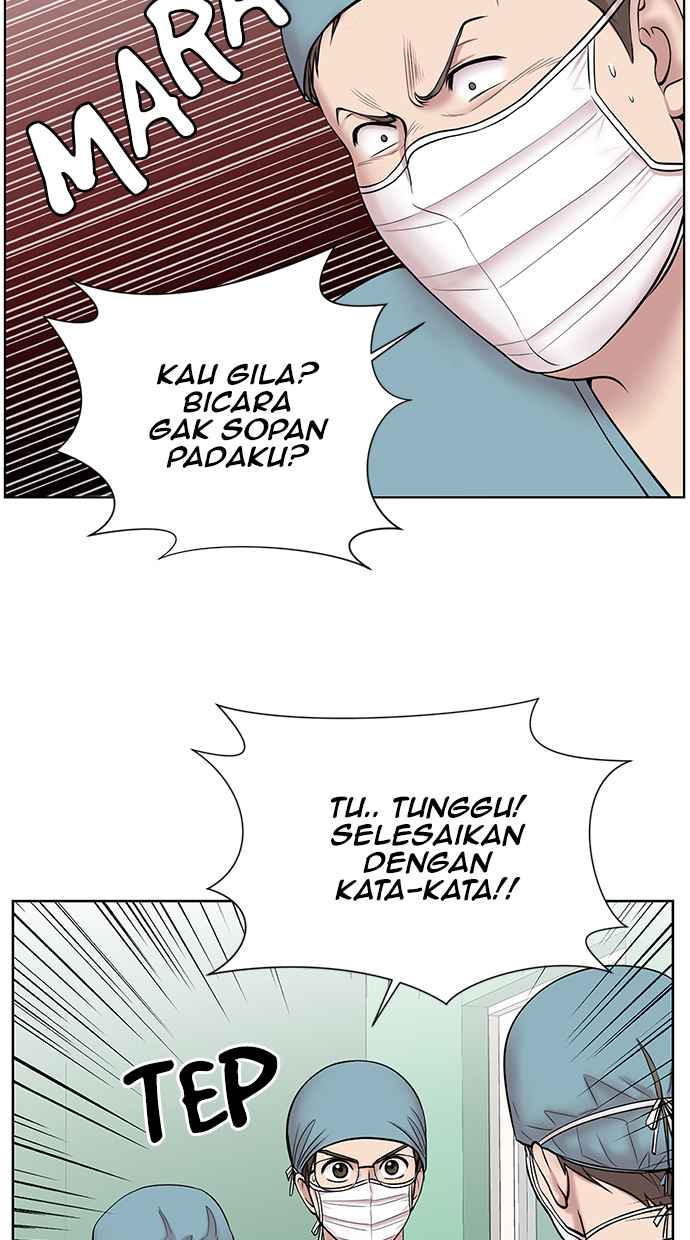 MARA
KAU GILA?
BICARA
GAK SOPAN
PADAKU?
TU.. TUNGGU!
SELESAIKAN
DENGAN
KATA-KATA!!
TEP